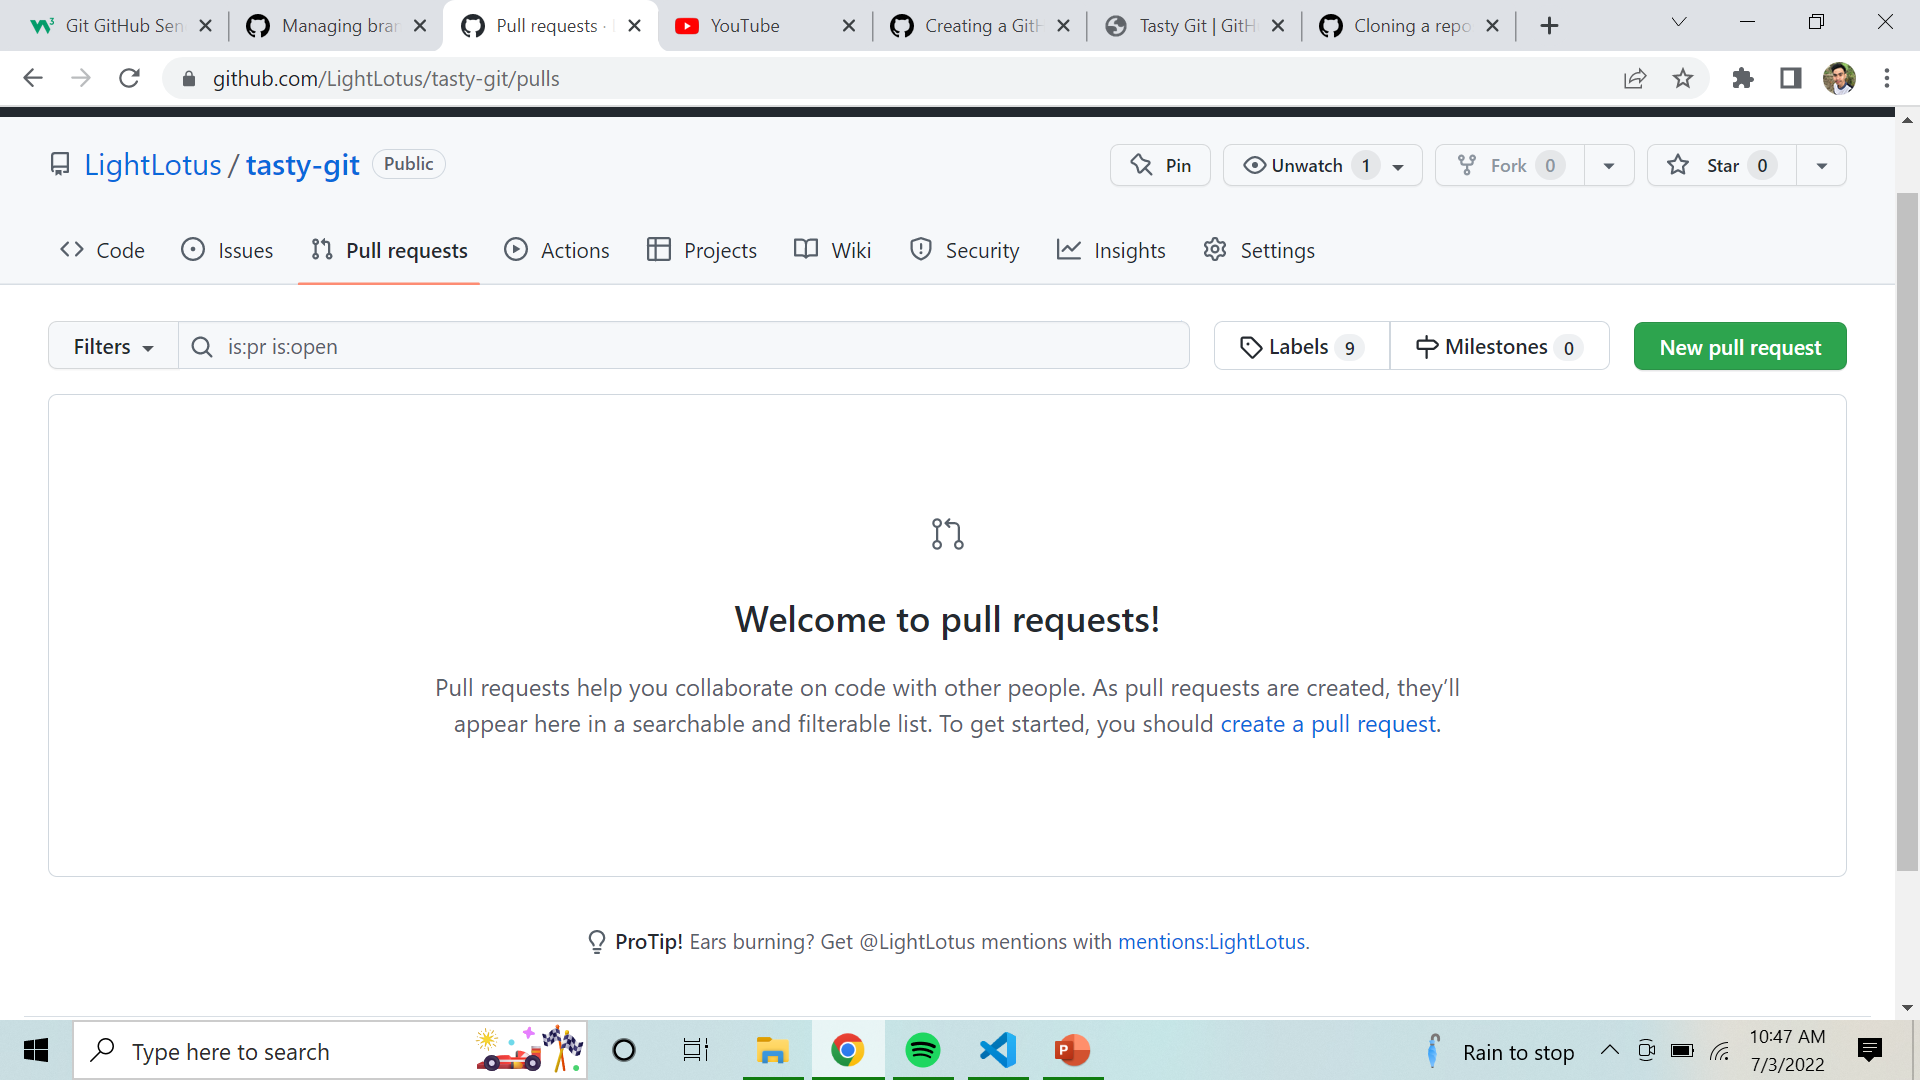 Git GitHub Sen
Managing bran
Pull requests ·
YouTube
Creating a GitH
Tasty Git | GitH
Cloning a repo
github.com/LightLotus/tasty-git/pulls
LightLotus / tasty-git Public
Pin
Unwatch 1
Fork 0
Star 0
Code
Issues
Pull requests
Actions
Projects
Wiki
Security
Insights
Settings
Filters
is:pr is:open
Labels 9
Milestones 0
New pull request
Welcome to pull requests!
Pull requests help you collaborate on code with other people. As pull requests are created, they’ll
appear here in a searchable and filterable list. To get started, you should create a pull request.
ProTip! Ears burning? Get @LightLotus mentions with mentions:LightLotus.
Type here to search
Rain to stop
10:47 AM
7/3/2022